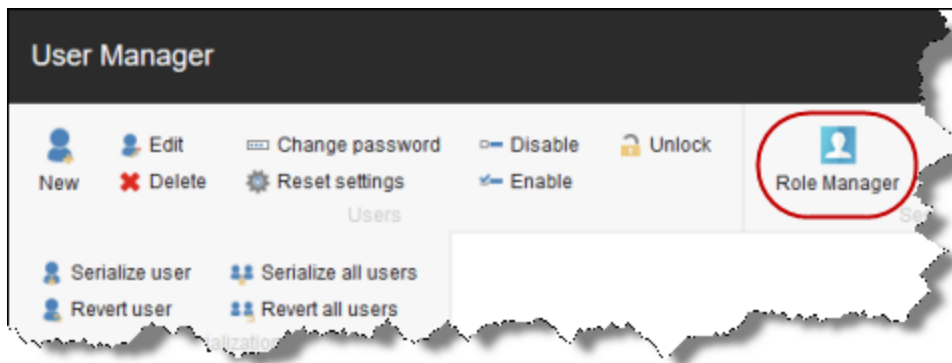 User Manager
New
Edit
Delete
Change password
Reset settings
Disable
Enable
Unlock
Users
Role Manager
Serialize user
Revert user
Serialize all users
Revert all users